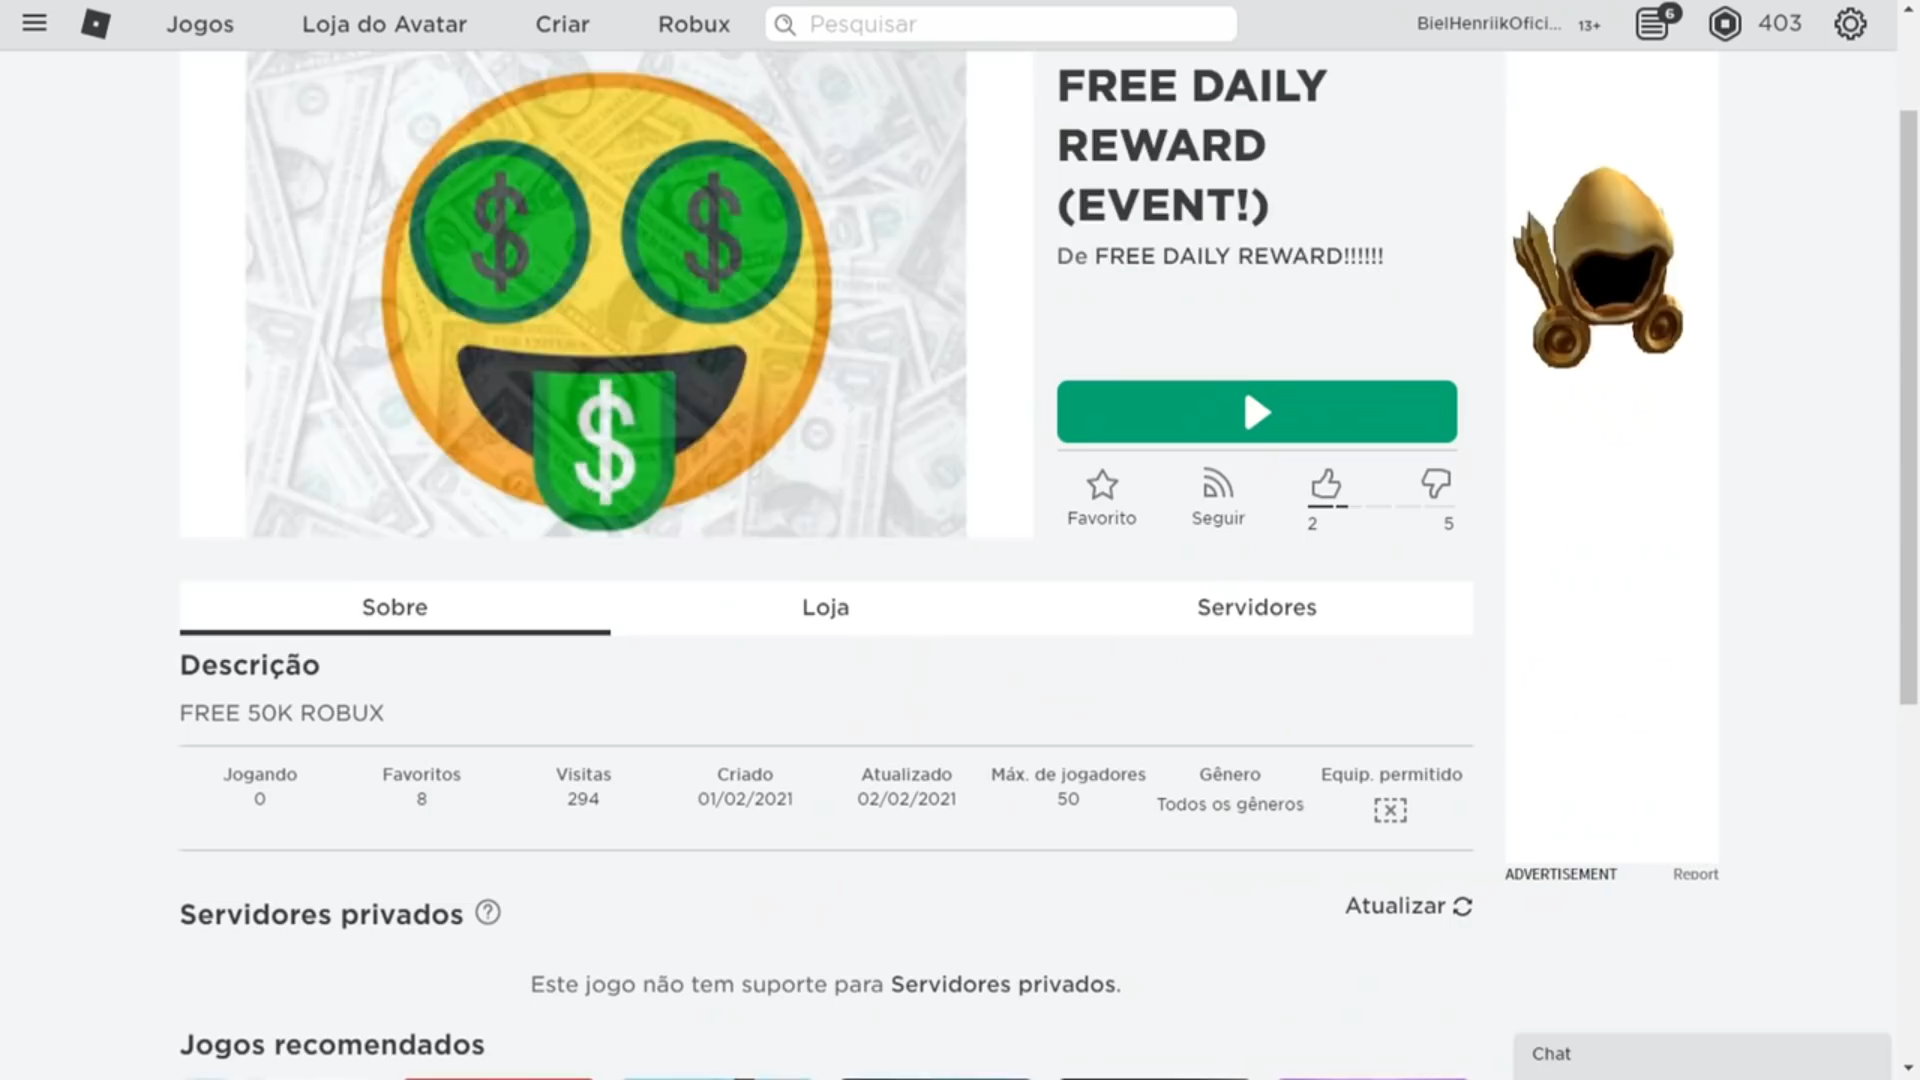 Jogos
Loja do Avatar
Criar
Robux
Pesquisar
BielHenriikOfici...
13+
6
403
FREE DAILY
REWARD
(EVENT!)
De FREE DAILY REWARD!!!!!!
Favorito
Seguir
2
5
$ $
$
Sobre
Loja
Servidores
Descrição
FREE 50K ROBUX
Jogando
Favoritos
Visitas
Criado
Atualizado
Máx. de jogadores
Gênero
Equip. permitido
0
8
294
01/02/2021
02/02/2021
50
Todos os gêneros
ADVERTISEMENT
Report
Servidores privados ?
Atualizar
Este jogo não tem suporte para Servidores privados.
Jogos recomendados
Chat